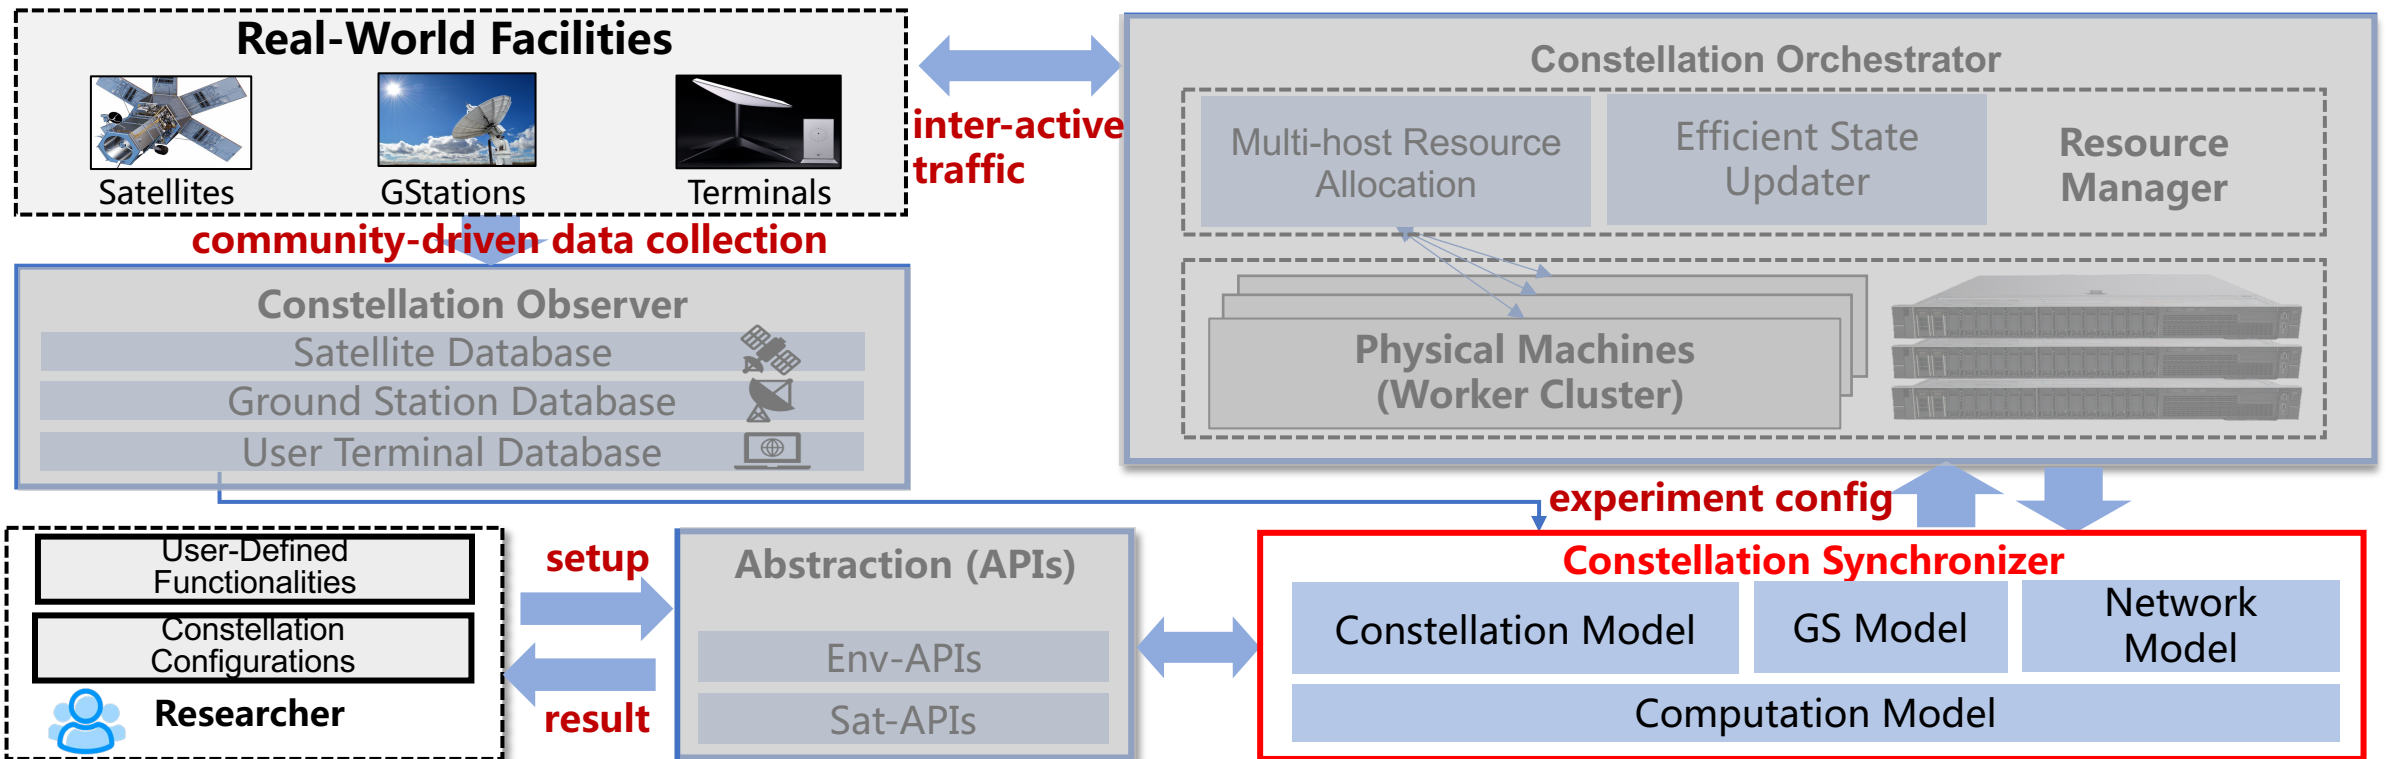 Real-World Facilities
Satellites
GStations
Terminals
inter-active
traffic
Constellation Orchestrator
Multi-host Resource
Allocation
Efficient State
Updater
Resource
Manager
Physical Machines
(Worker Cluster)
community-driven data collection
Constellation Observer
Satellite Database
Ground Station Database
User Terminal Database
experiment config
User-Defined
Functionalities
Constellation
Configurations
Researcher
setup
result
Abstraction (APIs)
Env-APIs
Sat-APIs
Constellation Synchronizer
Constellation Model
GS Model
Network
Model
Computation Model